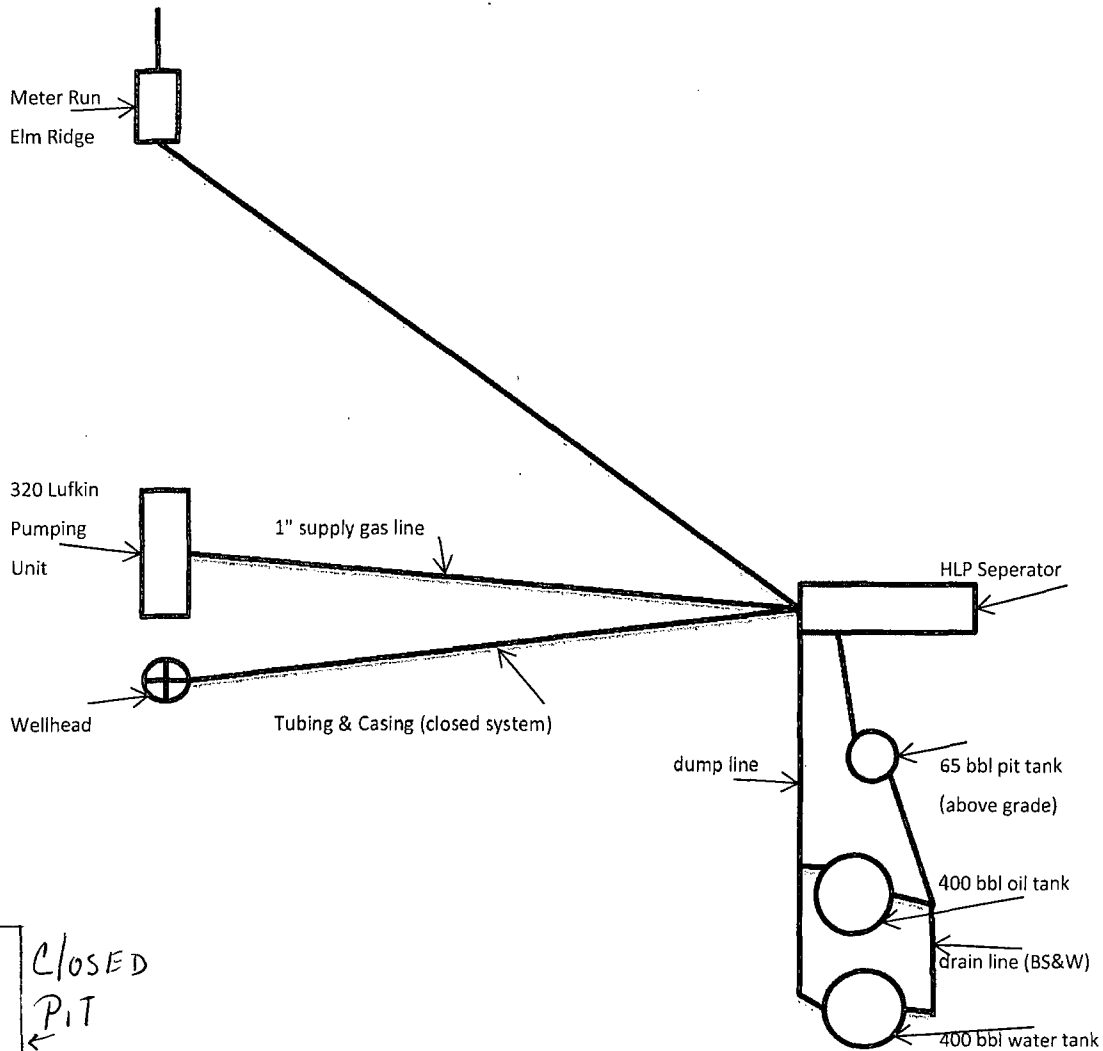 Meter Run
Elm Ridge
320 Lufkin
Pumping
Unit
1" supply gas line
HLP Seperator
Wellhead
Tubing & Casing (closed system)
dump line
65 bbl pit tank
(above grade)
400 bbl oil tank
drain line (BS&W)
400 bbl water tank
ClOSED
PiT